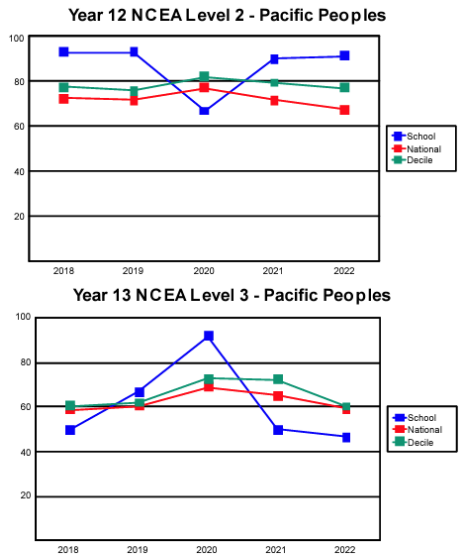 Year 12 NCEA Level 2 - Pacific Peoples
100
80
60
40
20
2018 2019 2020 2021 2022
School
National
Decile
Year 13 NCEA Level 3 - Pacific Peoples
100
80
60
40
20
2018 2019 2020 2021 2022
School
National
Decile